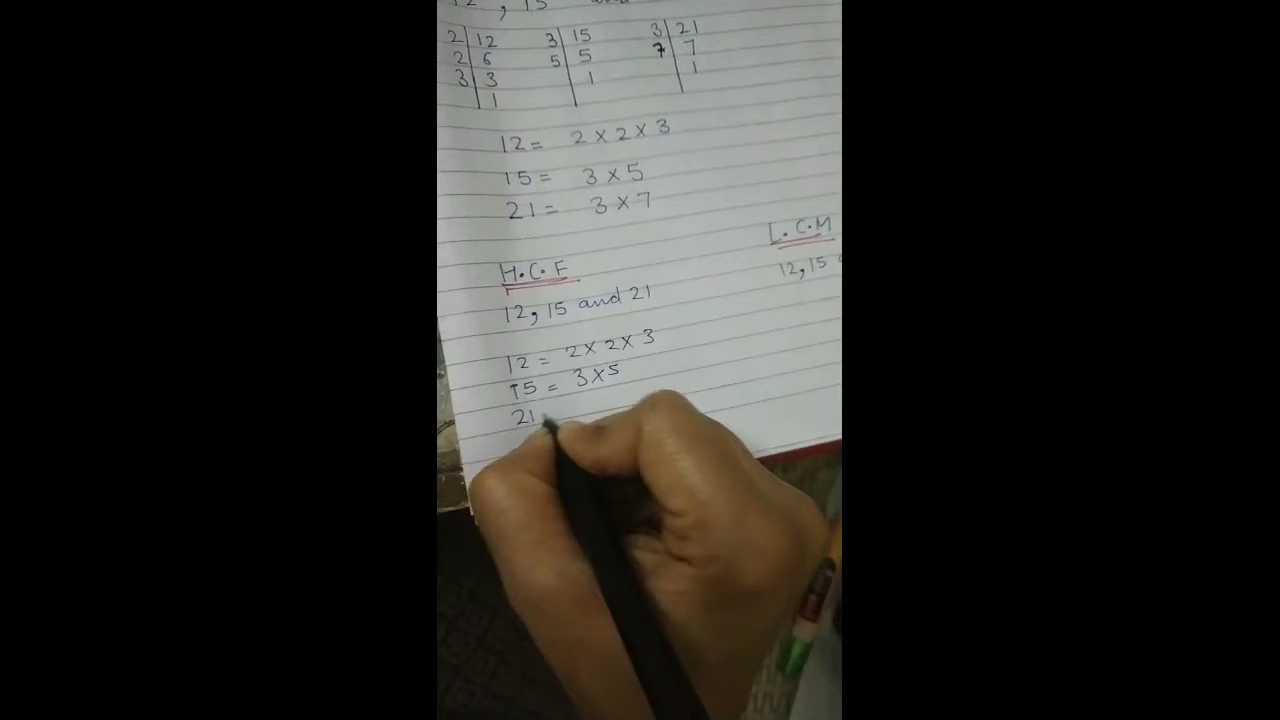 12, 15
2 | 12 3 | 15 3 | 21
2 | 6 5 | 5 7 | 7
3 | 3 | 1 | 1
| 1
12 = 2 × 2 × 3
15 = 3 × 5
21 = 3 × 7
L.C.M
12, 15
H.C.F
12, 15 and 21
12 = 2 × 2 × 3
15 = 3 × 5
21